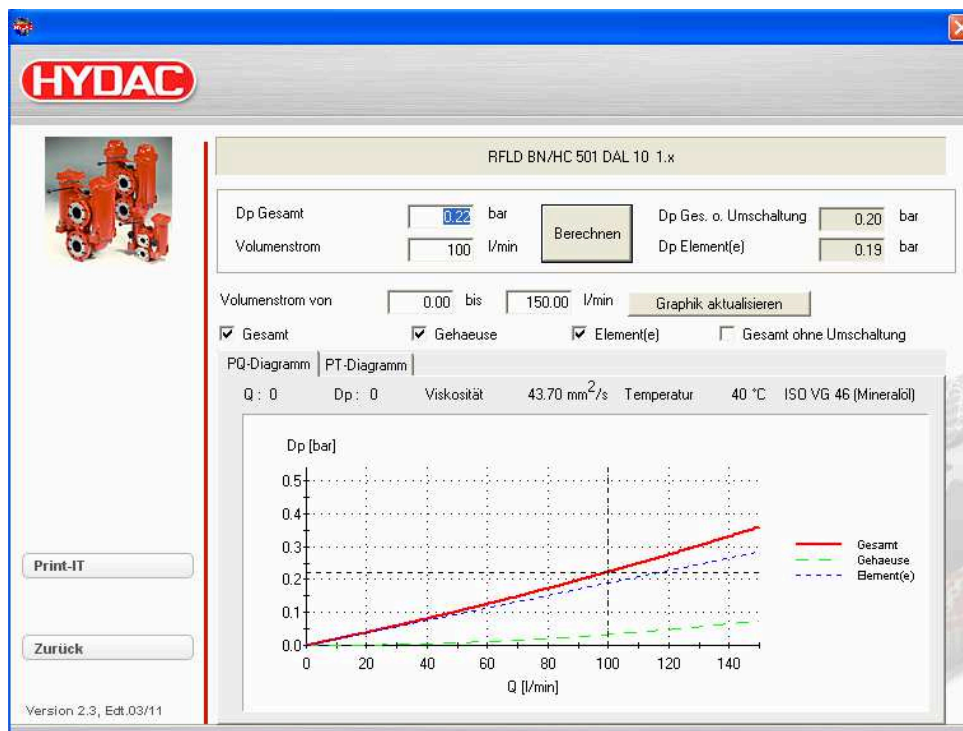 HYDAC
RFLD BN/HC 501 DAL 10 1.x
Dp Gesamt 0.22 bar Berechnen Dp Ges. o. Umschaltung 0.20 bar
Volumenstrom 100 l/min Dp Element(e) 0.19 bar
Volumenstrom von 0.00 bis 150.00 l/min Graphik aktualisieren
Gesamt Gehaeuse Element(e) Gesamt ohne Umschaltung
PQ-Diagramm PT-Diagramm
Q : 0 Dp : 0 Viskosität 43.70 mm²/s Temperatur 40 °C ISO VG 46 (Mineralöl)
Dp [bar]
0.5
0.4
0.3
0.2
0.1
0.0
0 20 40 60 80 100 120 140
Q [l/min]
Gesamt
Gehaeuse
Element(e)
Print-IT
Zurück
Version 2.3, Edt.03/11